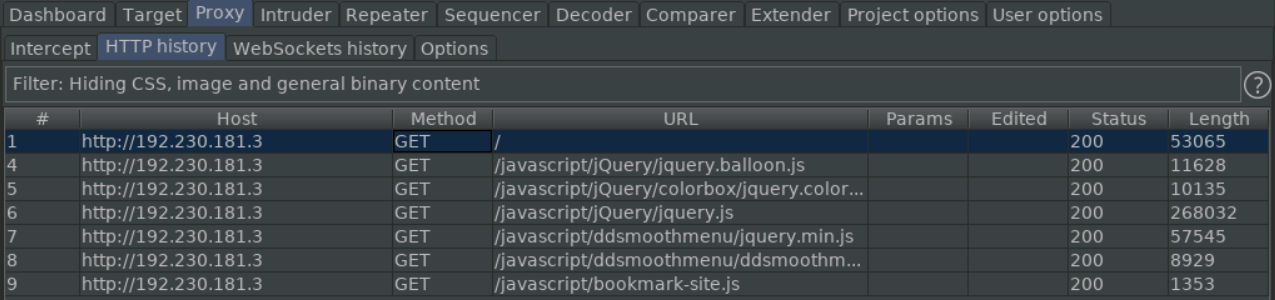 Dashboard Target Proxy Intruder Repeater Sequencer Decoder Comparer Extender Project options User options
Intercept HTTP history WebSockets history Options
Filter: Hiding CSS, image and general binary content ?
# Host Method URL Params Edited Status Length
1 http://192.230.181.3 GET / 200 53065
4 http://192.230.181.3 GET /javascript/jQuery/jquery.balloon.js 200 11628
5 http://192.230.181.3 GET /javascript/jQuery/colorbox/jquery.color... 200 10135
6 http://192.230.181.3 GET /javascript/jQuery/jquery.js 200 268032
7 http://192.230.181.3 GET /javascript/ddsmoothmenu/jquery.min.js 200 57545
8 http://192.230.181.3 GET /javascript/ddsmoothmenu/ddsmoothm... 200 8929
9 http://192.230.181.3 GET /javascript/bookmark-site.js 200 1353